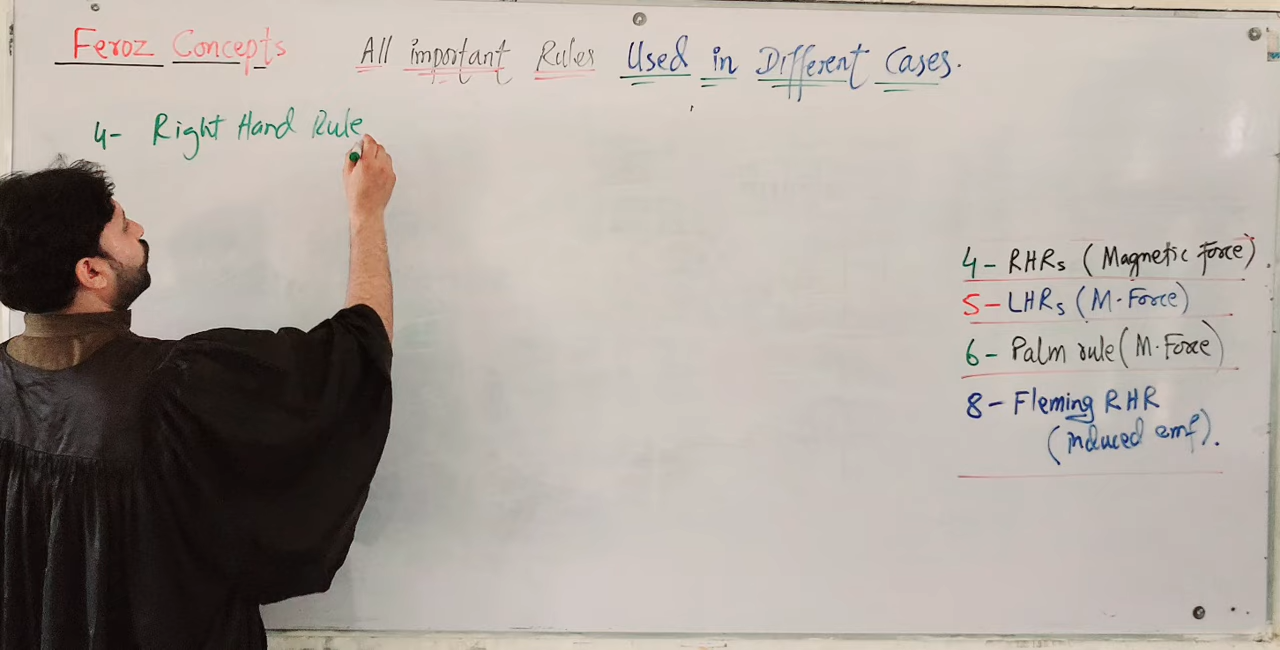 Feroz Concepts All important Rules Used in Different Cases.
4- Right Hand Rule
4- RHRs (Magnetic Force)
5- LHRs (M.Force)
6- Palm rule (M.Force)
8- Fleming RHR
(induced emf).